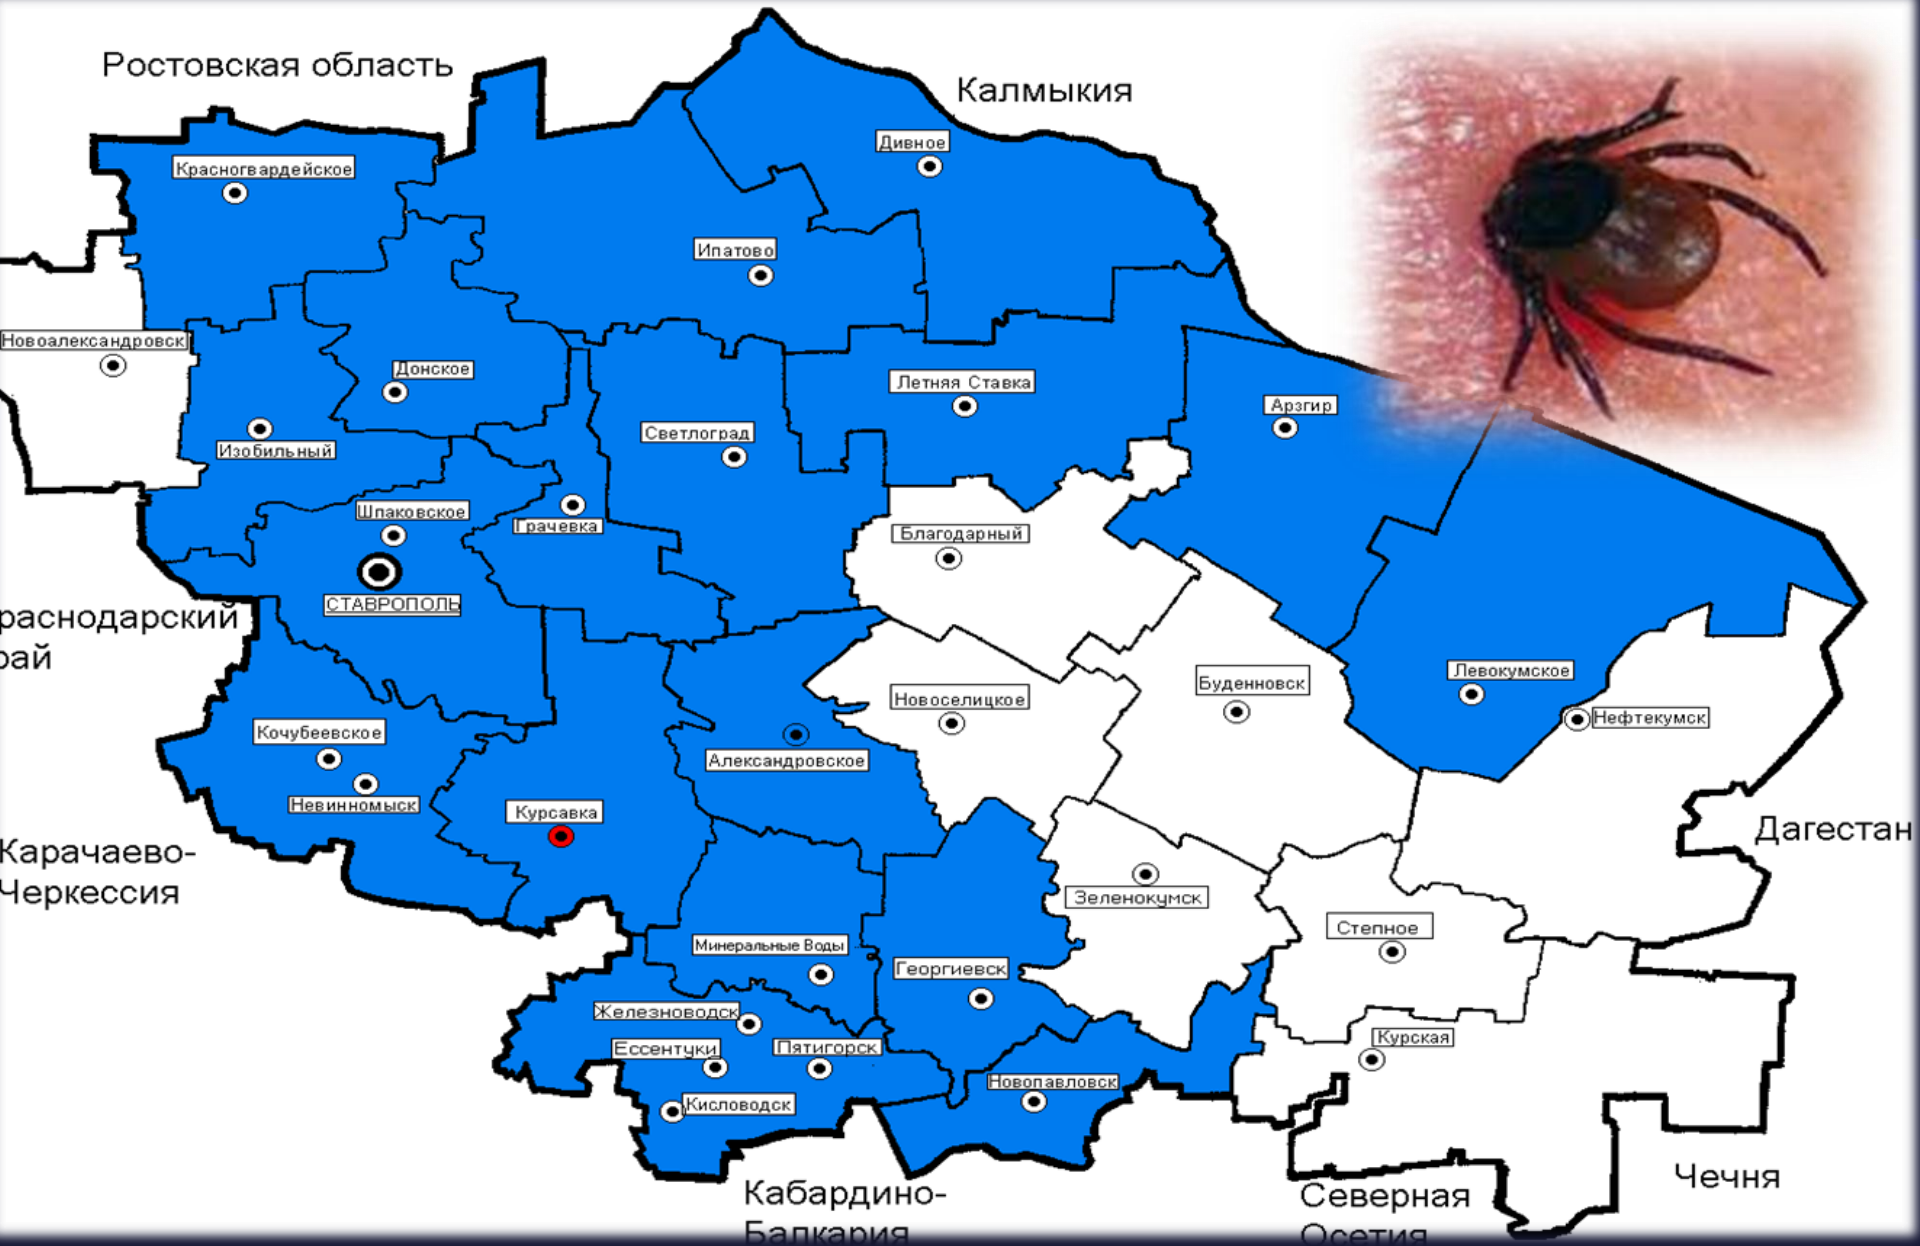 Ростовская область
Калмыкия
Дивное
Красногвардейское
Ипатово
Новоалександровск
Донское
Летняя Ставка
Арзгир
Светлоград
Изобильный
Шпаковское
Грачевка
Благодарный
СТАВРОПОЛЬ
раснодарский
рай
Левокумское
Буденновск
Новоселицкое
Нефтекумск
Кочубеевское
Александровское
Невинномыск
Курсавка
Дагестан
Карачаево-
Черкессия
Зеленокумск
Степное
Минеральные Воды
Георгиевск
Железноводск
Курская
Ессентуки
Пятигорск
Новопавловск
Кисловодск
Чечня
Кабардино-
Балкария
Северная
Осетия